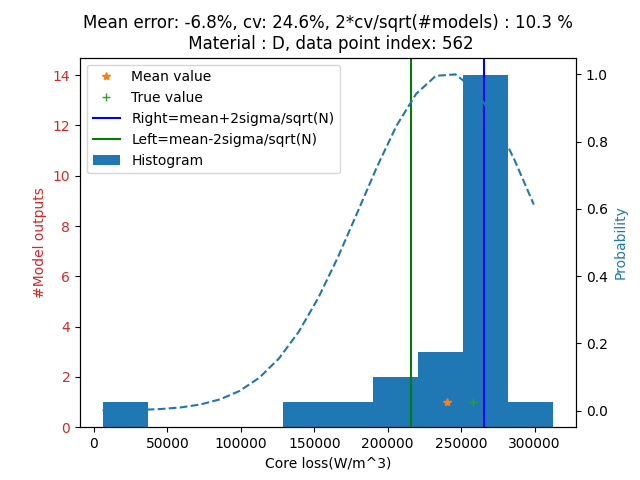 Mean error: -6.8%, cv: 24.6%, 2*cv/sqrt(#models) : 10.3 %
Material : D, data point index: 562
Mean value
True value
Right=mean+2sigma/sqrt(N)
Left=mean-2sigma/sqrt(N)
Histogram
#Model outputs
14
12
10
8
6
4
2
0
0 50000 100000 150000 200000 250000 300000
Core loss(W/m^3)
1.0
0.8
0.6
0.4
0.2
0.0
Probability